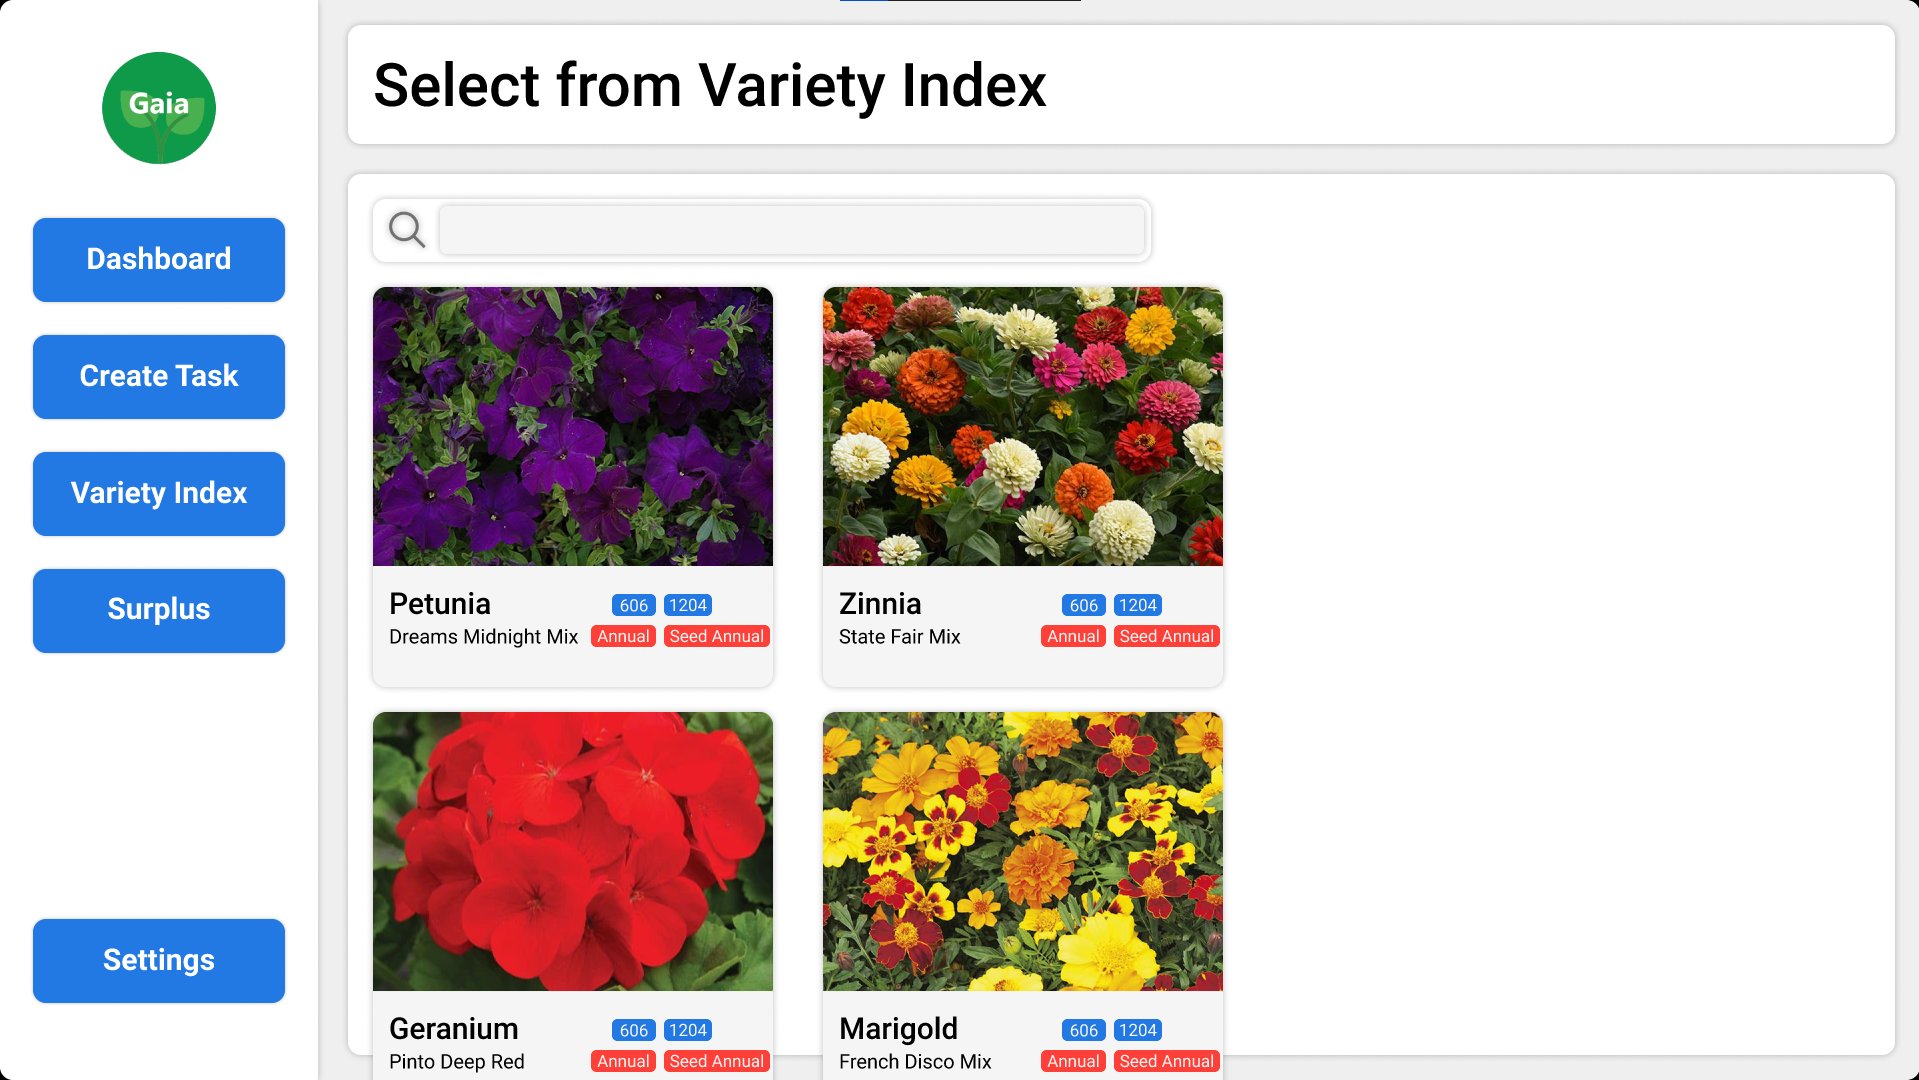 Gaia
Dashboard
Create Task
Variety Index
Surplus
Settings
Select from Variety Index
Petunia 606 1204
Dreams Midnight Mix Annual Seed Annual
Zinnia 606 1204
State Fair Mix Annual Seed Annual
Geranium 606 1204
Pinto Deep Red Annual Seed Annual
Marigold 606 1204
French Disco Mix Annual Seed Annual